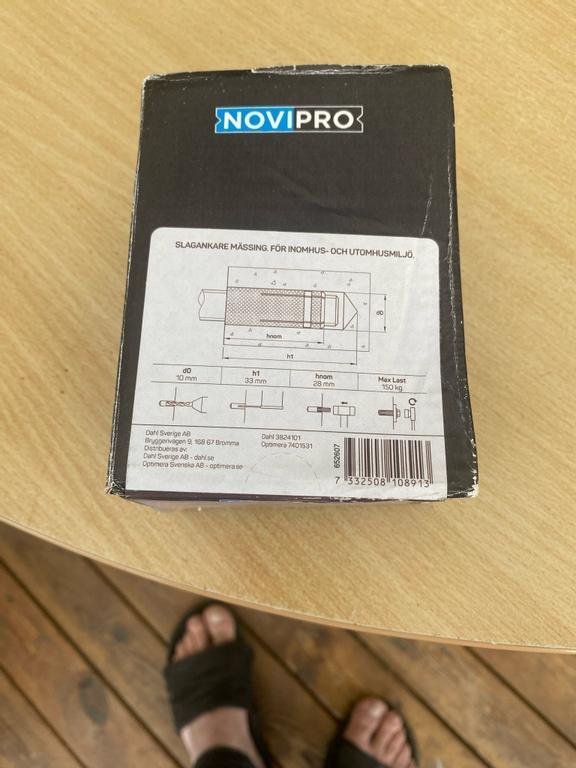 NOVIPRO
SLAGANKARE MÄSSING. FÖR INOMHUS- OCH UTOMHUSMILJÖ.
d0
hnom
h1
d0
10 mm
h1
33 mm
hnom
28 mm
Max Last
150 kg
Dahl Sverige AB
Bryggerivägen 9, 168 67 Bromma
Distribueras av:
Dahl Sverige AB - dahl.se
Optimera Svenska AB - optimera.se
Dahl 3824101
Optimera 7401531
652607
7 332508 108913